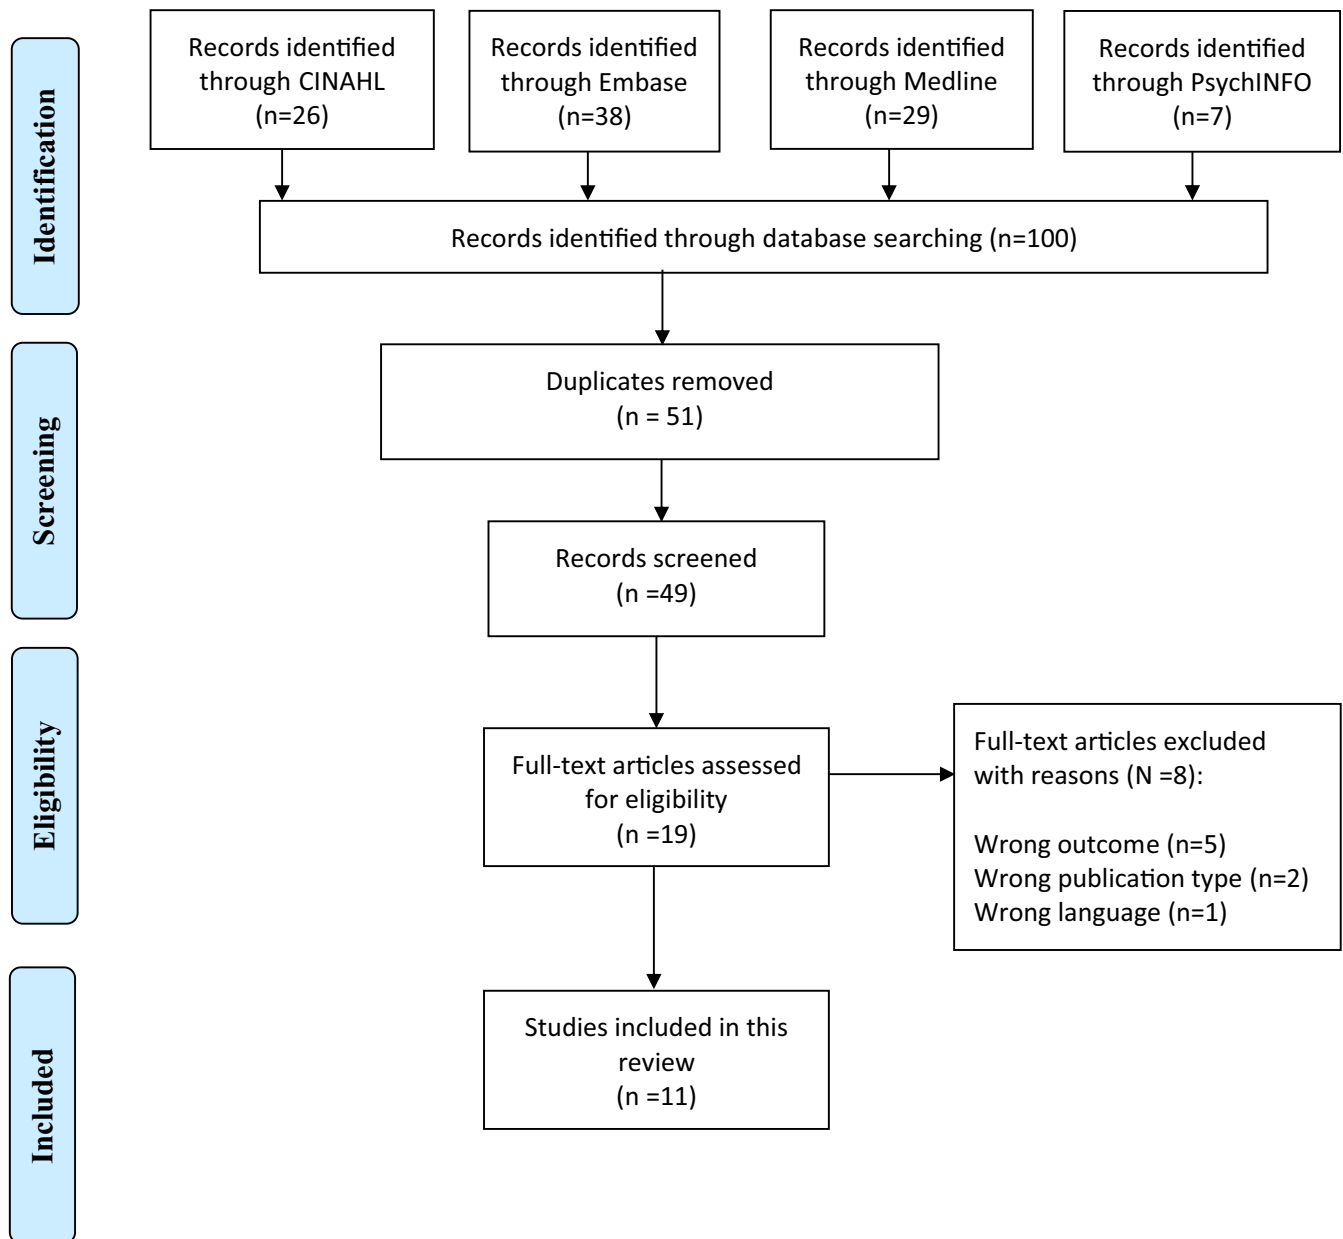 Identification
Records identified
through CINAHL
(n=26)
Records identified
through Embase
(n=38)
Records identified
through Medline
(n=29)
Records identified
through PsychINFO
(n=7)
Records identified through database searching (n=100)
Screening
Duplicates removed
(n = 51)
Records screened
(n =49)
Eligibility
Full-text articles assessed
for eligibility
(n =19)
Full-text articles excluded
with reasons (N =8):
Wrong outcome (n=5)
Wrong publication type (n=2)
Wrong language (n=1)
Included
Studies included in this
review
(n =11)